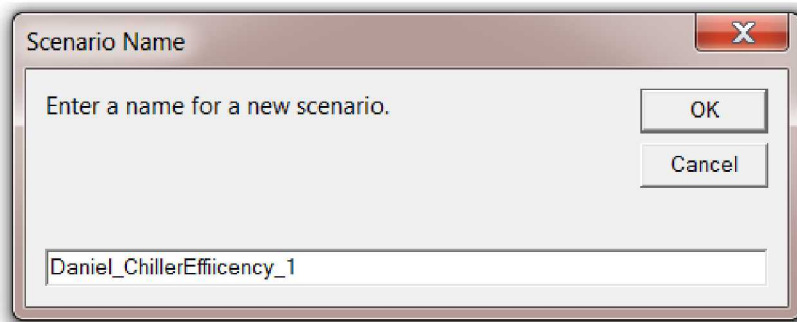 Scenario Name
X
Enter a name for a new scenario.
OK
Cancel
Daniel_ChillerEffiicency_1